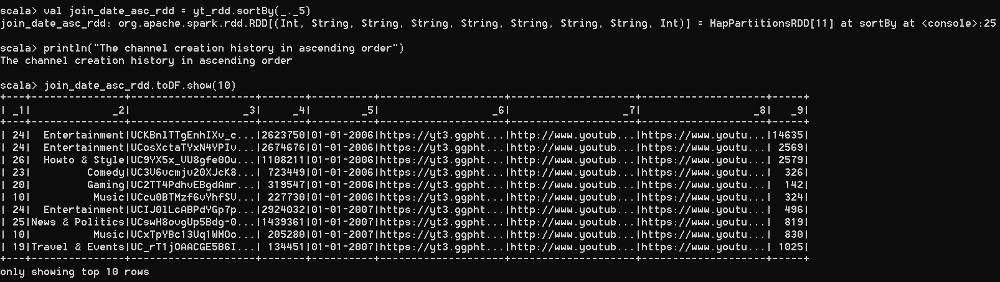 scala> val join_date_asc_rdd = yt_rdd.sortBy(_._5)
join_date_asc_rdd: org.apache.spark.rdd.RDD[(Int, String, String, String, String, String, String, String, Int)] = MapPartitionsRDD[11] at sortBy at <console>:25
scala> println("The channel creation history in ascending order")
The channel creation history in ascending order
scala> join_date_asc_rdd.toDF.show(10)
+---+---------------+--------------------+-------+----------+--------------------+--------------------+--------------------+-----+
| _1|             _2|                  _3|     _4|        _5|                  _6|                  _7|                  _8|   _9|
+---+---------------+--------------------+-------+----------+--------------------+--------------------+--------------------+-----+
| 24|  Entertainment|UCKBnlTTgEnhIXv_c...|2623750|01-01-2006|https://yt3.ggpht...|http://www.youtub...|https://www.youtu...|14635|
| 24|  Entertainment|UCosXctaTYxN4YPIv...|2674676|01-01-2006|https://yt3.ggpht...|http://www.youtub...|https://www.youtu...| 2569|
| 26|  Howto & Style|UC9YX5x_VU8gfe0Ou...|1108211|01-01-2006|https://yt3.ggpht...|http://www.youtub...|https://www.youtu...| 2579|
| 23|         Comedy|UC3V6vcmjv20XJcK8...| 723449|01-01-2006|https://yt3.ggpht...|http://www.youtub...|https://www.youtu...|  326|
| 20|         Gaming|UC2TT4PdhvEBgdAmr...| 319547|01-01-2006|https://yt3.ggpht...|http://www.youtub...|https://www.youtu...|  142|
| 10|          Music|UCcu0BTMzf6vYhfSV...| 227730|01-01-2006|https://yt3.ggpht...|http://www.youtub...|https://www.youtu...|  324|
| 24|  Entertainment|UCIJ0lLcABPdYGp7p...|2924032|01-01-2007|https://yt3.ggpht...|http://www.youtub...|https://www.youtu...|  496|
| 25|News & Politics|UCswH8ovgUp5Bdg-0...|1439361|01-01-2007|https://yt3.ggpht...|http://www.youtub...|https://www.youtu...|  819|
| 10|          Music|UCxTpYBc13Uq1WMOo...| 205280|01-01-2007|https://yt3.ggpht...|http://www.youtub...|https://www.youtu...|  830|
| 19|Travel & Events|UC_rT1jOAACGE5B6I...| 134451|01-01-2007|https://yt3.ggpht...|http://www.youtub...|https://www.youtu...| 1025|
+---+---------------+--------------------+-------+----------+--------------------+--------------------+--------------------+-----+
only showing top 10 rows